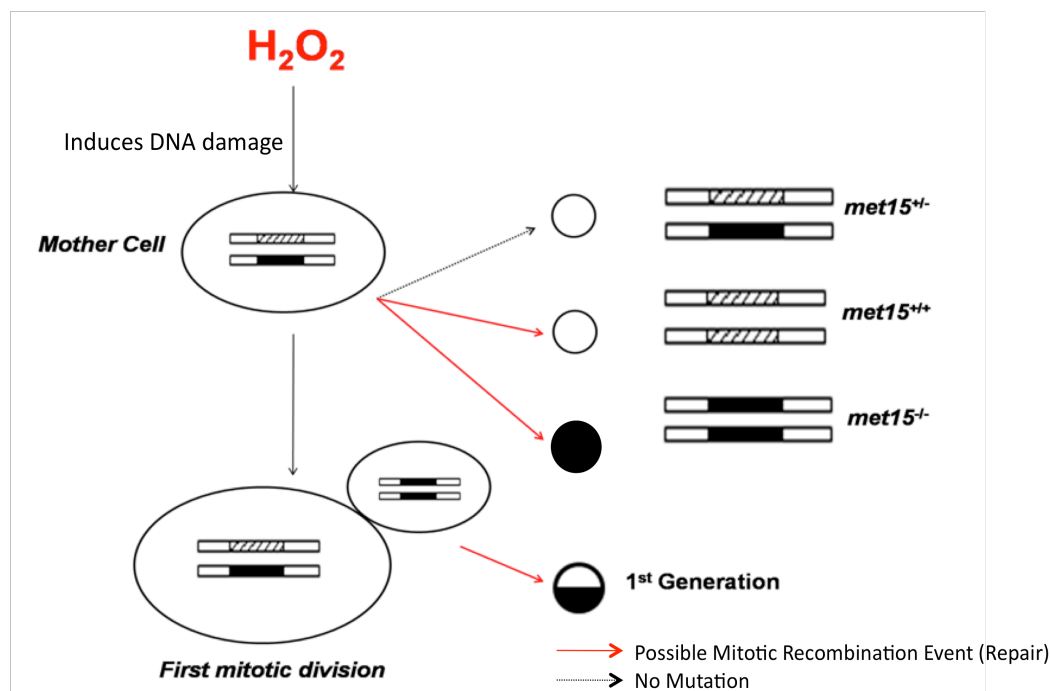 H₂O₂
Induces DNA damage
Mother Cell
met15⁺/⁻
met15⁺/⁺
met15⁻/⁻
1ˢᵗ Generation
First mitotic division
Possible Mitotic Recombination Event (Repair)
No Mutation